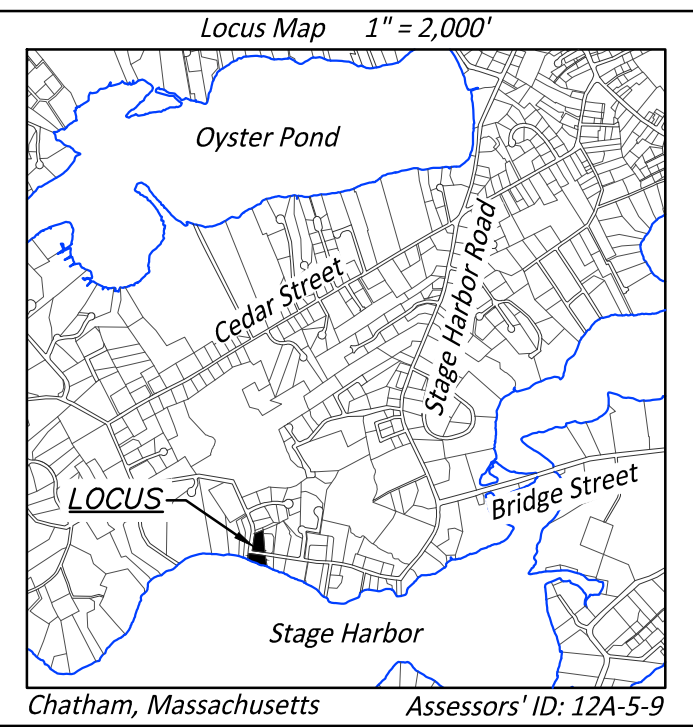 Locus Map 1" = 2,000'
Oyster Pond
Stage Harbor Road
Cedar Street
LOCUS
Bridge Street
Stage Harbor
Chatham, Massachusetts Assessors' ID: 12A-5-9